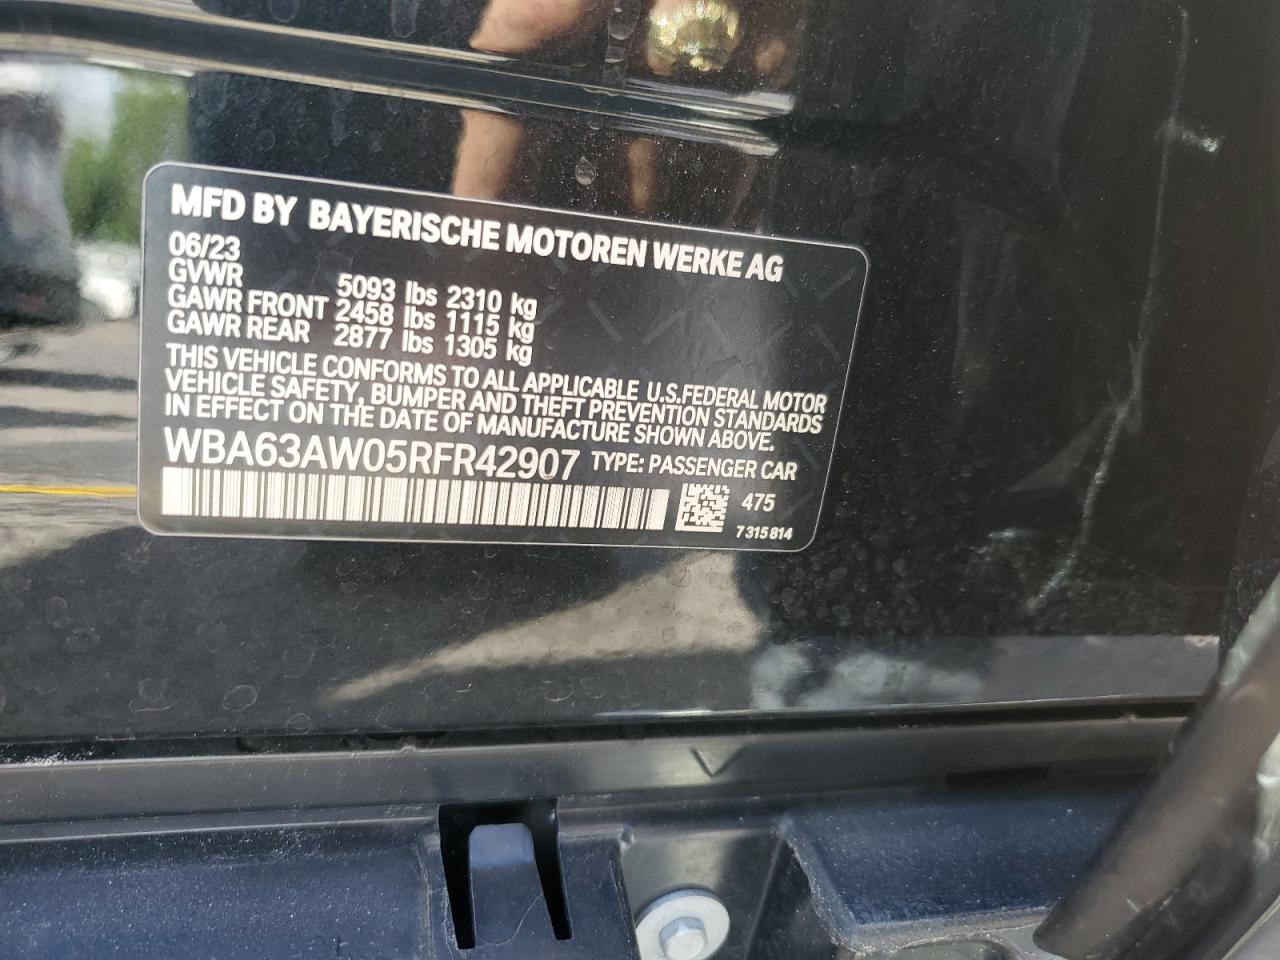 MFD BY BAYERISCHE MOTOREN WERKE AG
06/23
GVWR 5093 lbs 2310 kg
GAWR FRONT 2458 lbs 1115 kg
GAWR REAR 2877 lbs 1305 kg
THIS VEHICLE CONFORMS TO ALL APPLICABLE U.S.FEDERAL MOTOR
VEHICLE SAFETY, BUMPER AND THEFT PREVENTION STANDARDS
IN EFFECT ON THE DATE OF MANUFACTURE SHOWN ABOVE.
WBA63AW05RFR42907 TYPE: PASSENGER CAR
475
7 315 814